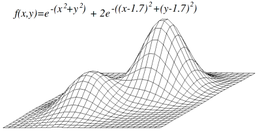 f(x,y)=e^-(x²+y²) + 2e^-((x-1.7)²+(y-1.7)²)